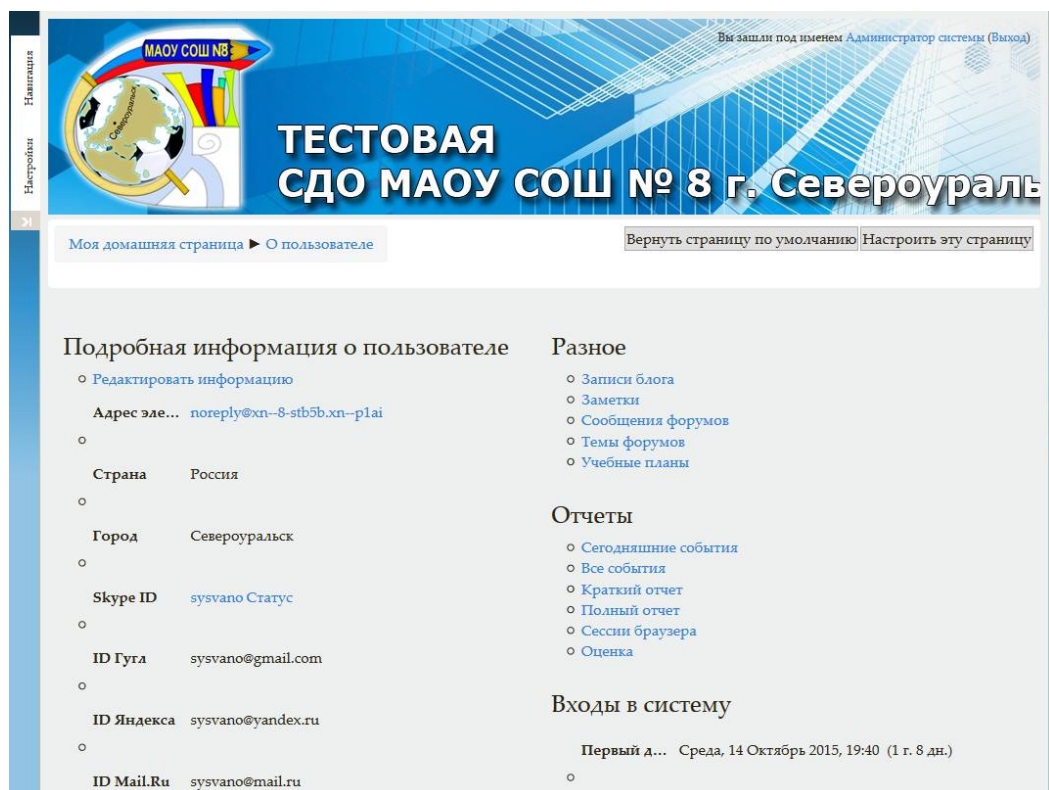 Навигация
Настройки
МАОУ СОШ №8
Североуральск
Вы зашли под именем Администратор системы (Выход)
ТЕСТОВАЯ
СДО МАОУ СОШ № 8 г. Североураль
Моя домашняя страница ► О пользователе
Вернуть страницу по умолчанию Настроить эту страницу
Подробная информация о пользователе
Редактировать информацию
Адрес эле... noreply@xn--8-stb5b.xn--p1ai
Страна Россия
Город Североуральск
Skype ID sysvano Статус
ID Гугл sysvano@gmail.com
ID Яндекса sysvano@yandex.ru
ID Mail.Ru sysvano@mail.ru
Разное
Записи блога
Заметки
Сообщения форумов
Темы форумов
Учебные планы
Отчеты
Сегодняшние события
Все события
Краткий отчет
Полный отчет
Сессии браузера
Оценка
Входы в систему
Первый д... Среда, 14 Октябрь 2015, 19:40 (1 г. 8 дн.)